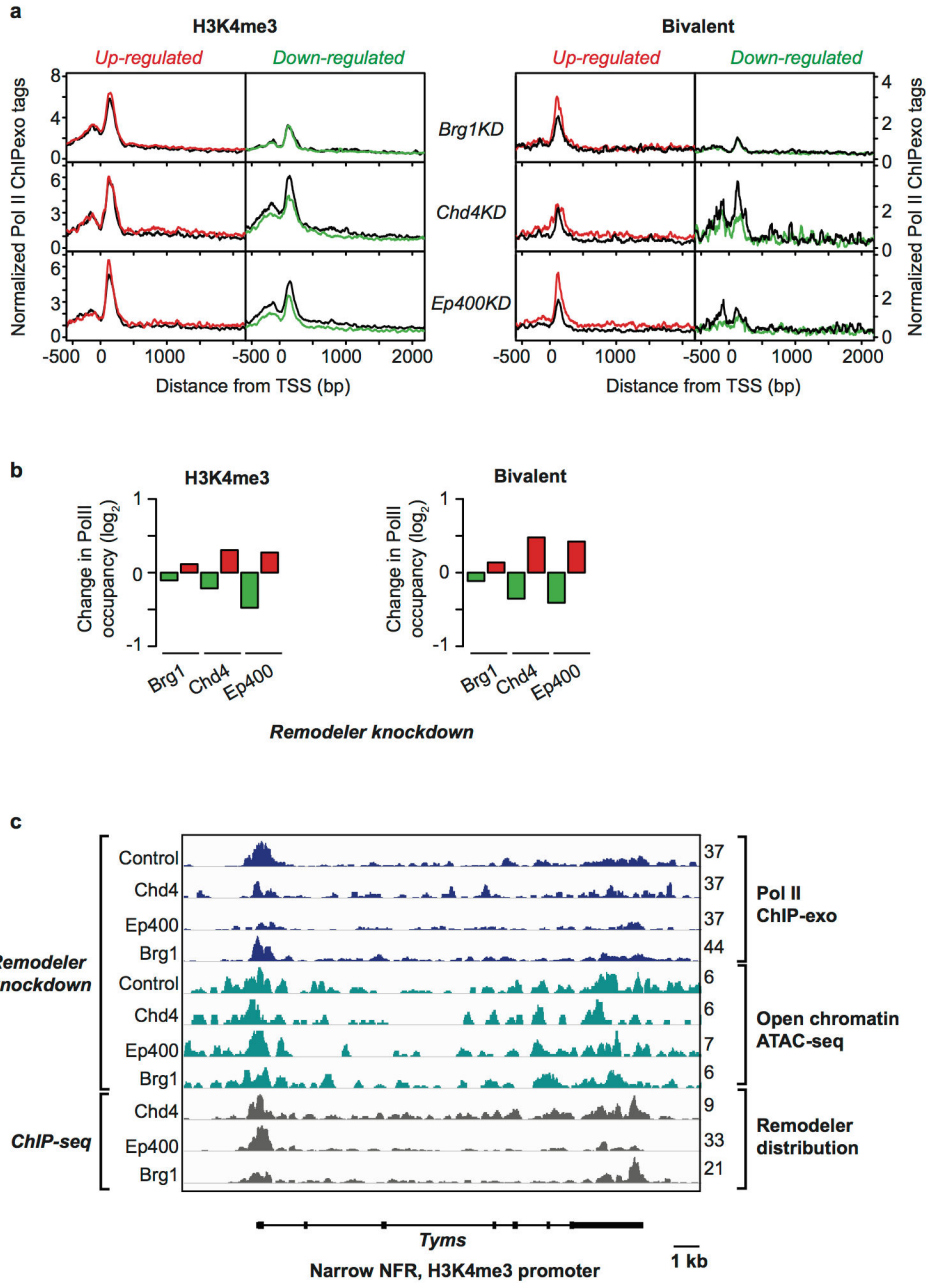 a
H3K4me3
Bivalent
Up-regulated
Down-regulated
Up-regulated
Down-regulated
Normalized Pol II ChIPexo tags
8
4
0
6
3
0
6
3
0
Brg1KD
Chd4KD
Ep400KD
4
2
0
2
0
2
0
Normalized Pol II ChIPexo tags
-500 0 1000 -500 0 1000 2000
-500 0 1000 -500 0 1000 2000
Distance from TSS (bp)
Distance from TSS (bp)
b
H3K4me3
Bivalent
Change in PolII
occupancy (log2)
1
0
-1
Brg1
Chd4
Ep400
Change in PolII
occupancy (log2)
1
0
-1
Brg1
Chd4
Ep400
Remodeler knockdown
c
Control 37
Chd4 37
Ep400 37
Brg1 44
Control 6
Chd4 6
Ep400 7
Brg1 6
Chd4 9
Ep400 33
Brg1 21
emodeler
nockdown
ChIP-seq
Pol II
ChIP-exo
Open chromatin
ATAC-seq
Remodeler
distribution
Tyms
1 kb
Narrow NFR, H3K4me3 promoter